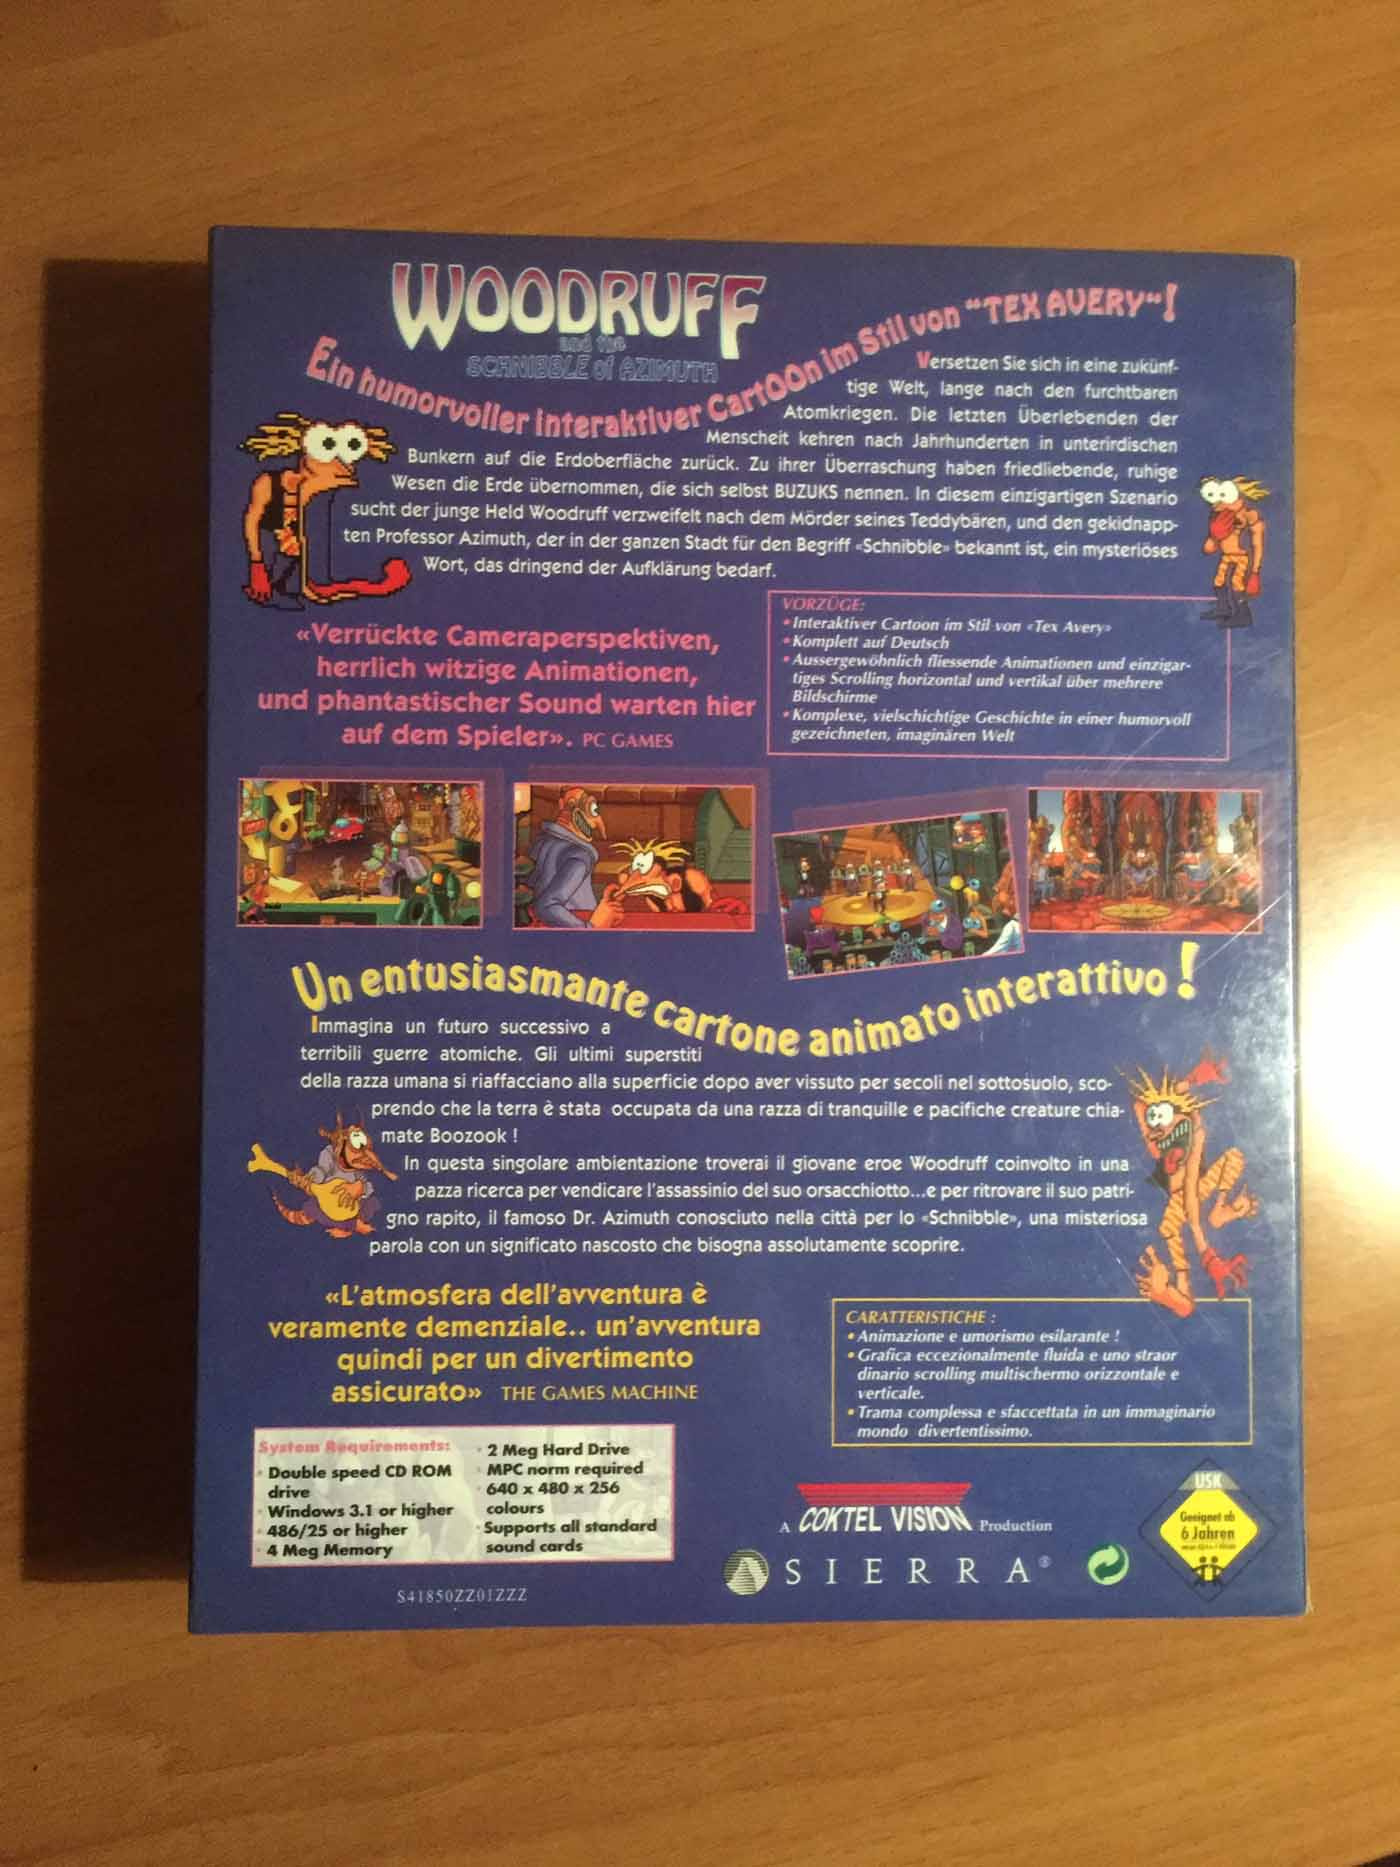 WOODRUFF
and the
SCHNIBBLE of AZIMUTH
Ein humorvoller interaktiver Cartoon im Stil von "TEX AVERY"!
Versetzen Sie sich in eine zukünf-
tige Welt, lange nach den furchtbaren
Atomkriegen. Die letzten Überlebenden der
Menscheit kehren nach Jahrhunderten in unterirdischen
Bunkern auf die Erdoberfläche zurück. Zu ihrer Überraschung haben friedliebende, ruhige
Wesen die Erde übernommen, die sich selbst BUZUKS nennen. In diesem einzigartigen Szenario
sucht der junge Held Woodruff verzweifelt nach dem Mörder seines Teddybären, und den gekidnapp-
ten Professor Azimuth, der in der ganzen Stadt für den Begriff «Schnibble» bekannt ist, ein mysteriöses
Wort, das dringend der Aufklärung bedarf.
«Verrückte Cameraperspektiven,
herrlich witzige Animationen,
und phantastischer Sound warten hier
auf dem Spieler». PC GAMES
VORZÜGE:
• Interaktiver Cartoon im Stil von «Tex Avery»
• Komplett auf Deutsch
• Aussergewöhnlich fliessende Animationen und einzigar-
tiges Scrolling horizontal und vertikal über mehrere
Bildschirme
• Komplexe, vielschichtige Geschichte in einer humorvoll
gezeichneten, imaginären Welt
Un entusiasmante cartone animato interattivo !
Immagina un futuro successivo a
terribili guerre atomiche. Gli ultimi superstiti
della razza umana si riaffacciano alla superficie dopo aver vissuto per secoli nel sottosuolo, sco-
prendo che la terra è stata occupata da una razza di tranquille e pacifiche creature chia-
mate Boozook !
In questa singolare ambientazione troverai il giovane eroe Woodruff coinvolto in una
pazza ricerca per vendicare l'assassinio del suo orsacchiotto...e per ritrovare il suo patri-
gno rapito, il famoso Dr. Azimuth conosciuto nella città per lo «Schnibble», una misteriosa
parola con un significato nascosto che bisogna assolutamente scoprire.
«L'atmosfera dell'avventura è
veramente demenziale.. un'avventura
quindi per un divertimento
assicurato» THE GAMES MACHINE
CARATTERISTICHE :
• Animazione e umorismo esilarante !
• Grafica eccezionalmente fluida e uno straor
dinario scrolling multischermo orizzontale e
verticale.
• Trama complessa e sfaccettata in un immaginario
mondo divertentissimo.
System Requirements:
• Double speed CD ROM
drive
• Windows 3.1 or higher
• 486/25 or higher
• 4 Meg Memory
• 2 Meg Hard Drive
• MPC norm required
• 640 x 480 x 256
colours
• Supports all standard
sound cards
S41850ZZ01ZZZ
A COKTEL VISION Production
SIERRA®
USK
Geeignet ab
6 Jahren